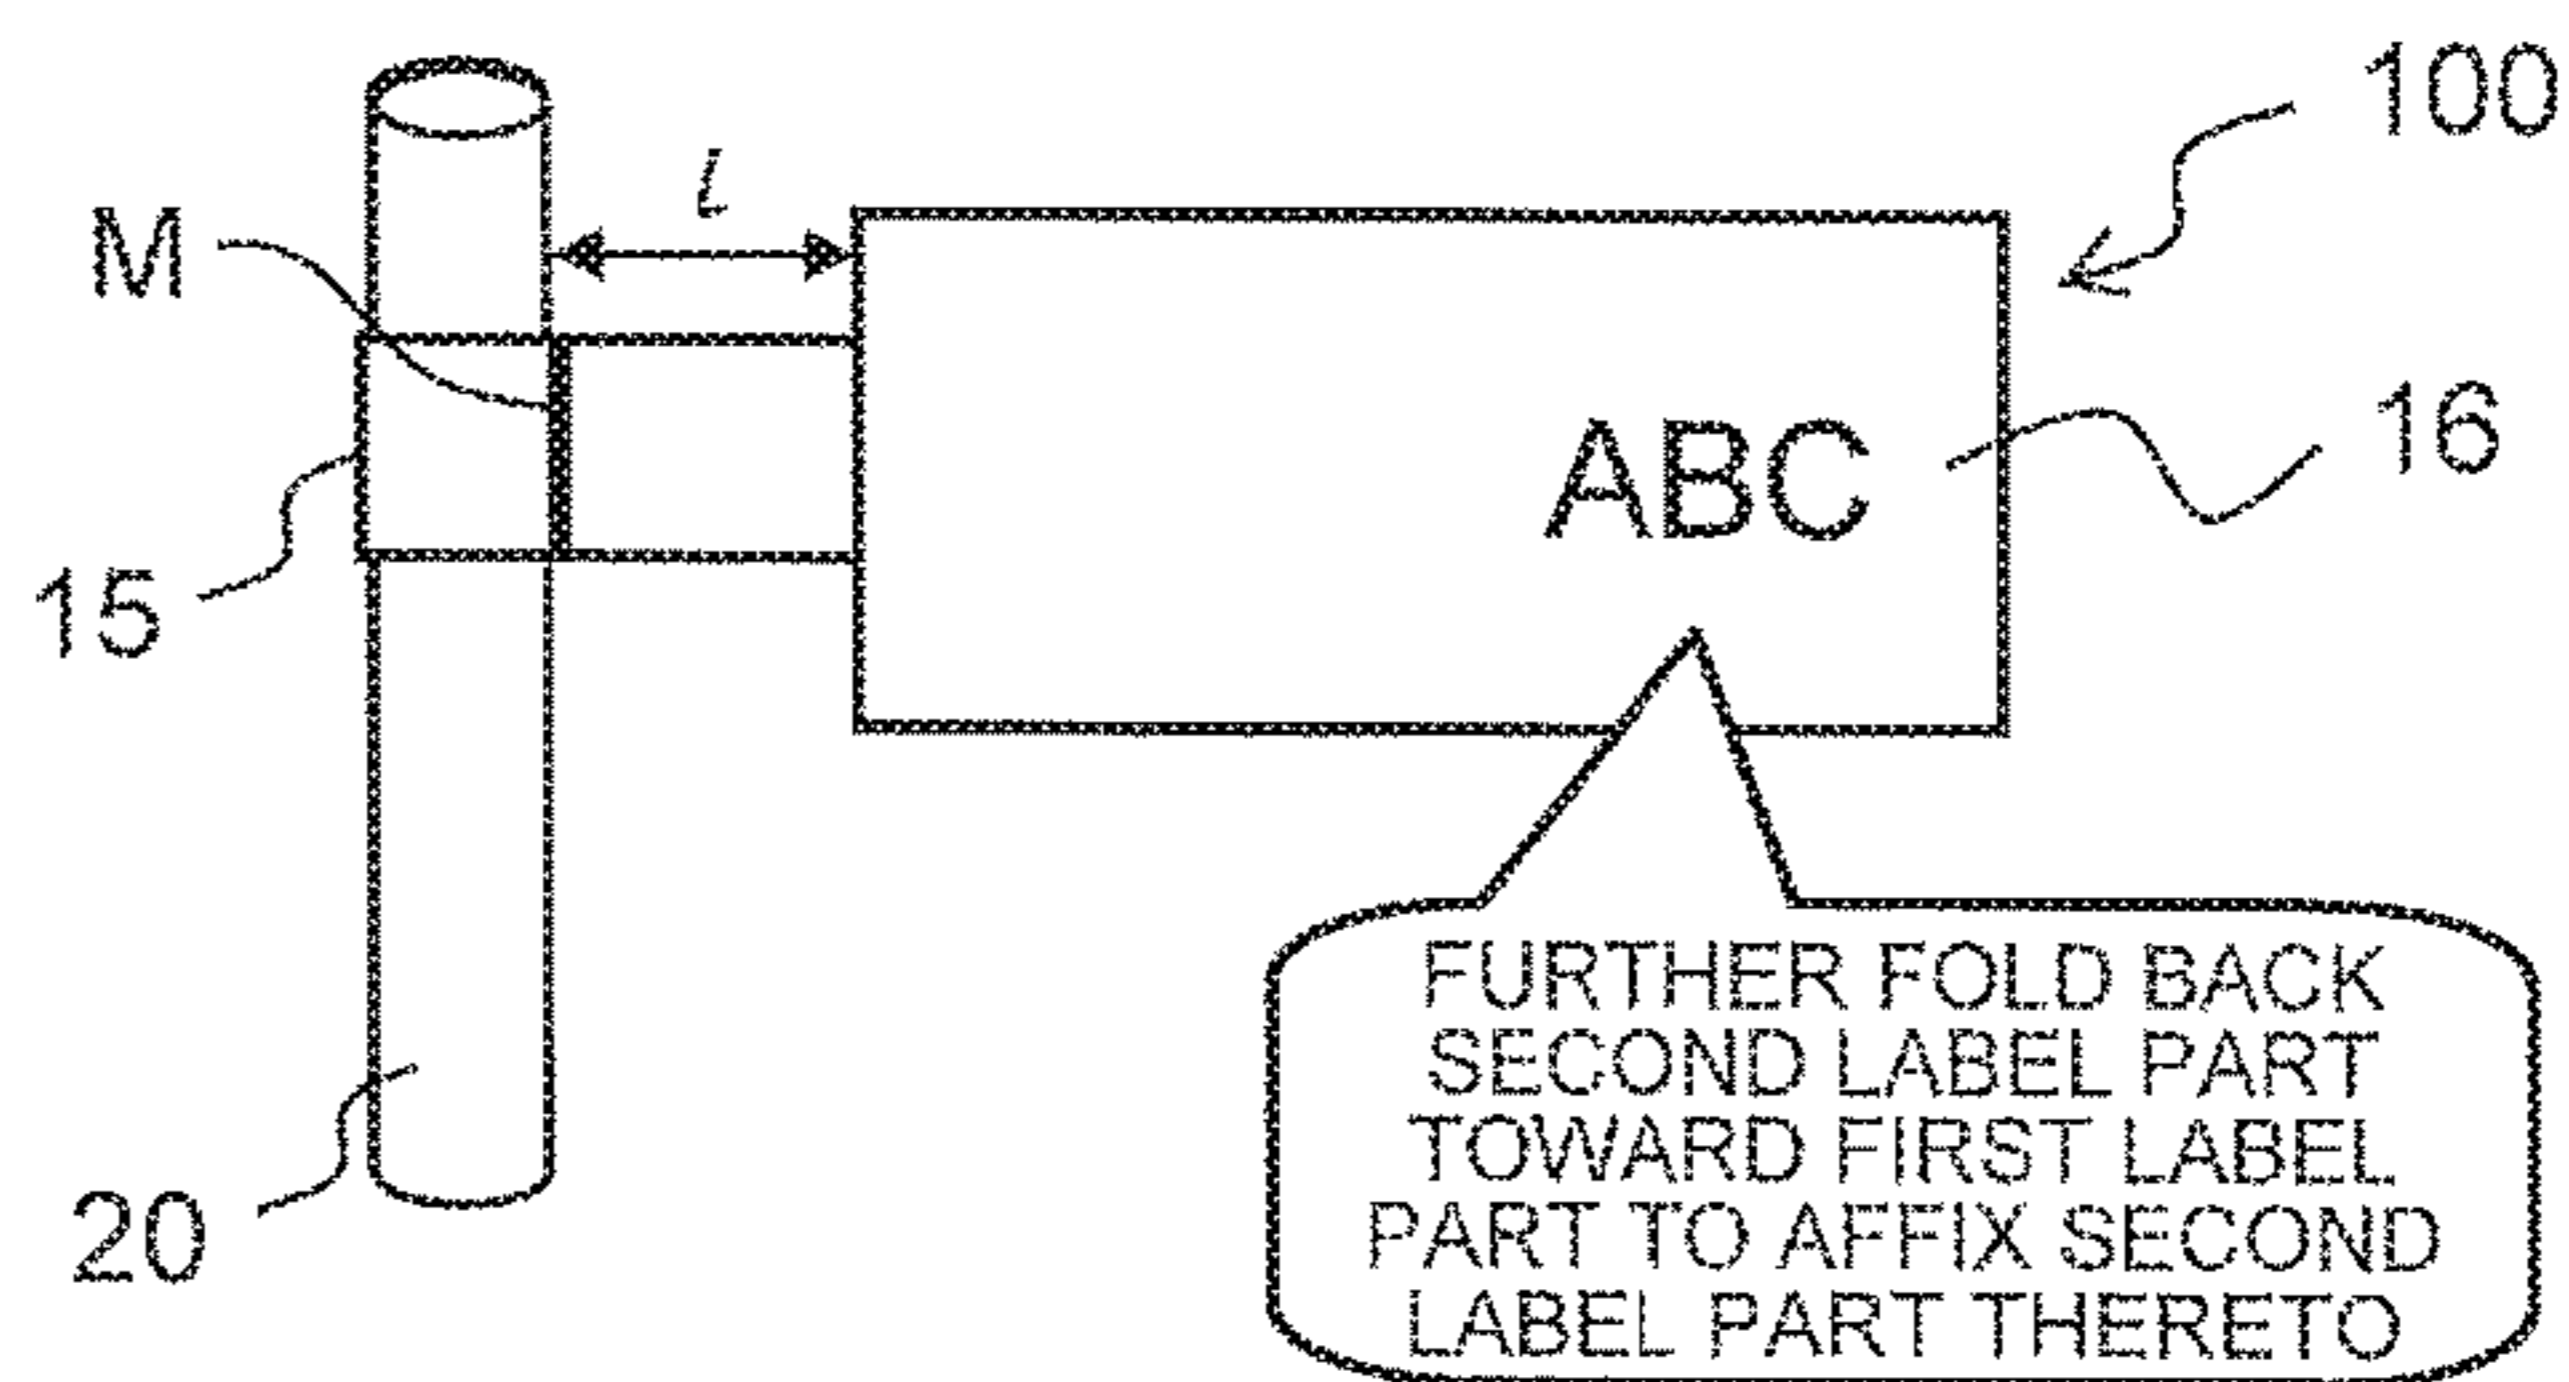 100
l
M
16
ABC
15
20
FURTHER FOLD BACK
SECOND LABEL PART
TOWARD FIRST LABEL
PART TO AFFIX SECOND
LABEL PART THERETO